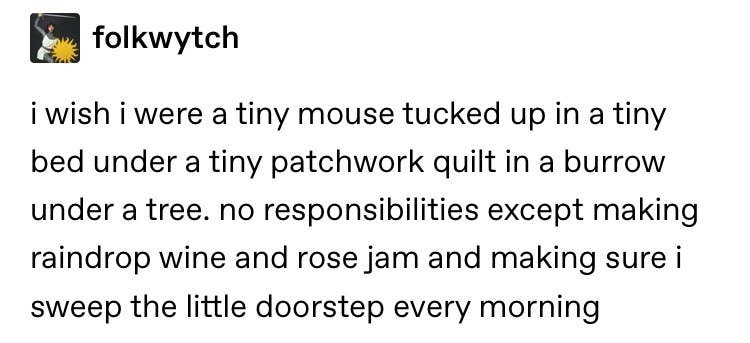 folkwytch
i wish i were a tiny mouse tucked up in a tiny
bed under a tiny patchwork quilt in a burrow
under a tree. no responsibilities except making
raindrop wine and rose jam and making sure i
sweep the little doorstep every morning